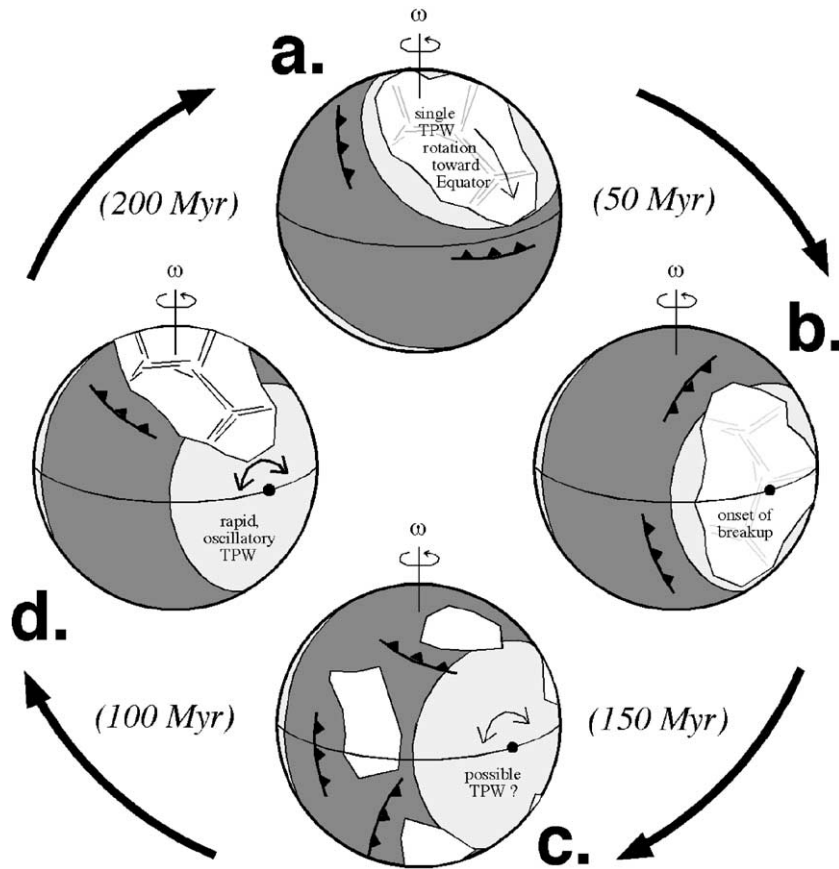 ω
a.
single
TPW
rotation
toward
Equator
(200 Myr)
(50 Myr)
ω
ω
b.
rapid,
oscillatory
TPW
onset of
breakup
ω
d.
(100 Myr)
(150 Myr)
possible
TPW ?
c.